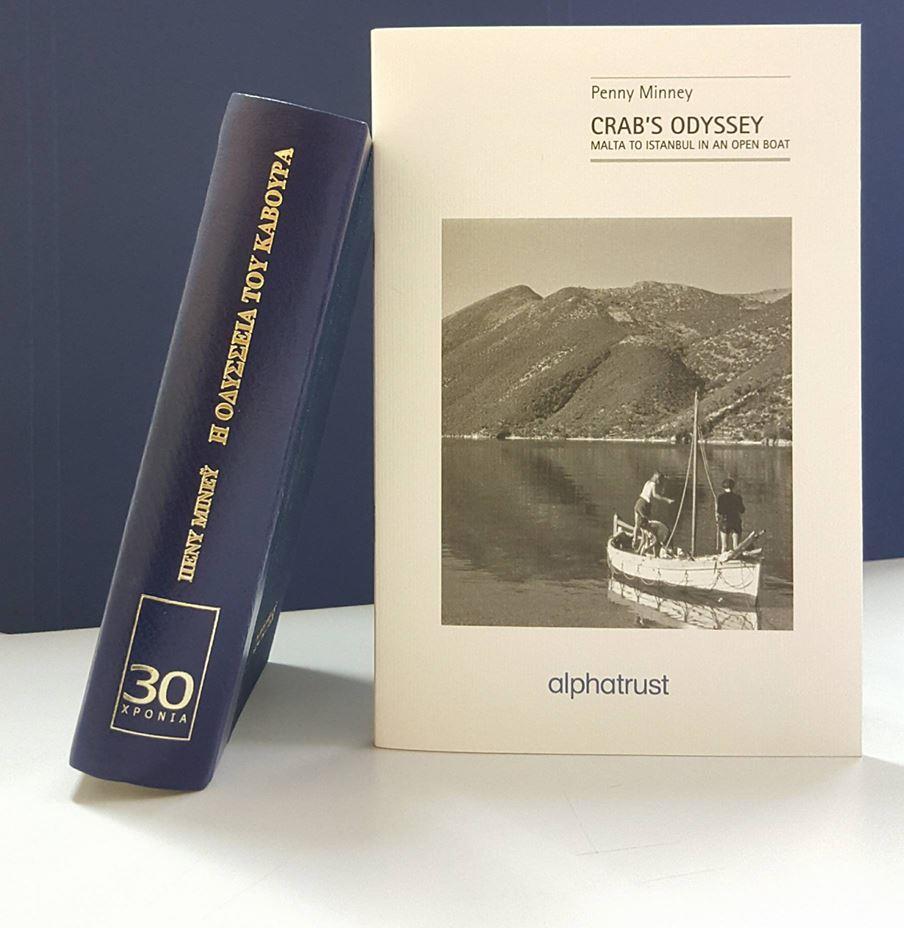 ΠΕΝΥ ΜΙΝΕΫ Η ΟΔΥΣΣΕΙΑ ΤΟΥ ΚΑΒΟΥΡΑ
30
ΧΡΟΝΙΑ
Penny Minney
CRAB'S ODYSSEY
MALTA TO ISTANBUL IN AN OPEN BOAT
alphatrust